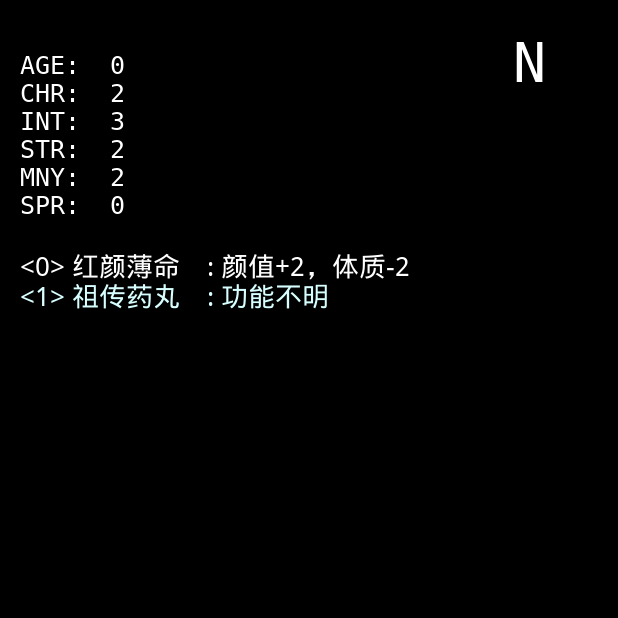 N
AGE: 0
CHR: 2
INT: 3
STR: 2
MNY: 2
SPR: 0
<0> 红颜薄命 : 颜值+2，体质-2
<1> 祖传药丸 : 功能不明